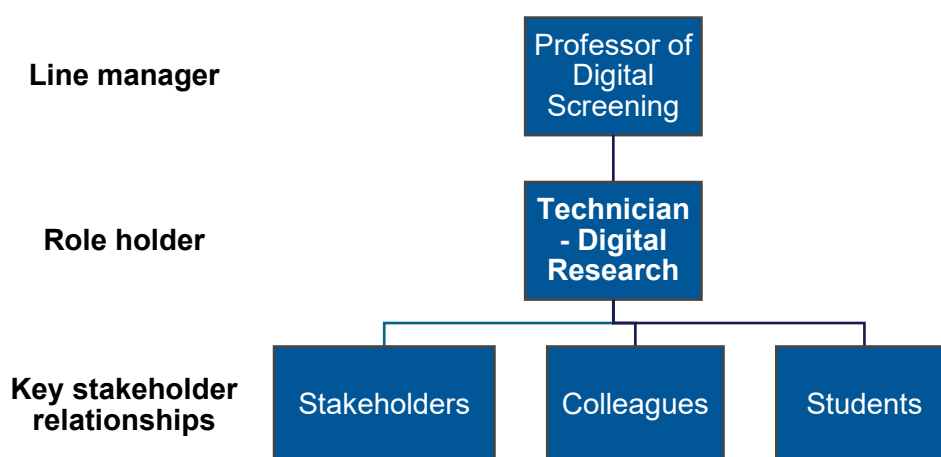 Line manager
Professor of
Digital
Screening
Role holder
Technician
- Digital
Research
Key stakeholder
relationships
Stakeholders
Colleagues
Students